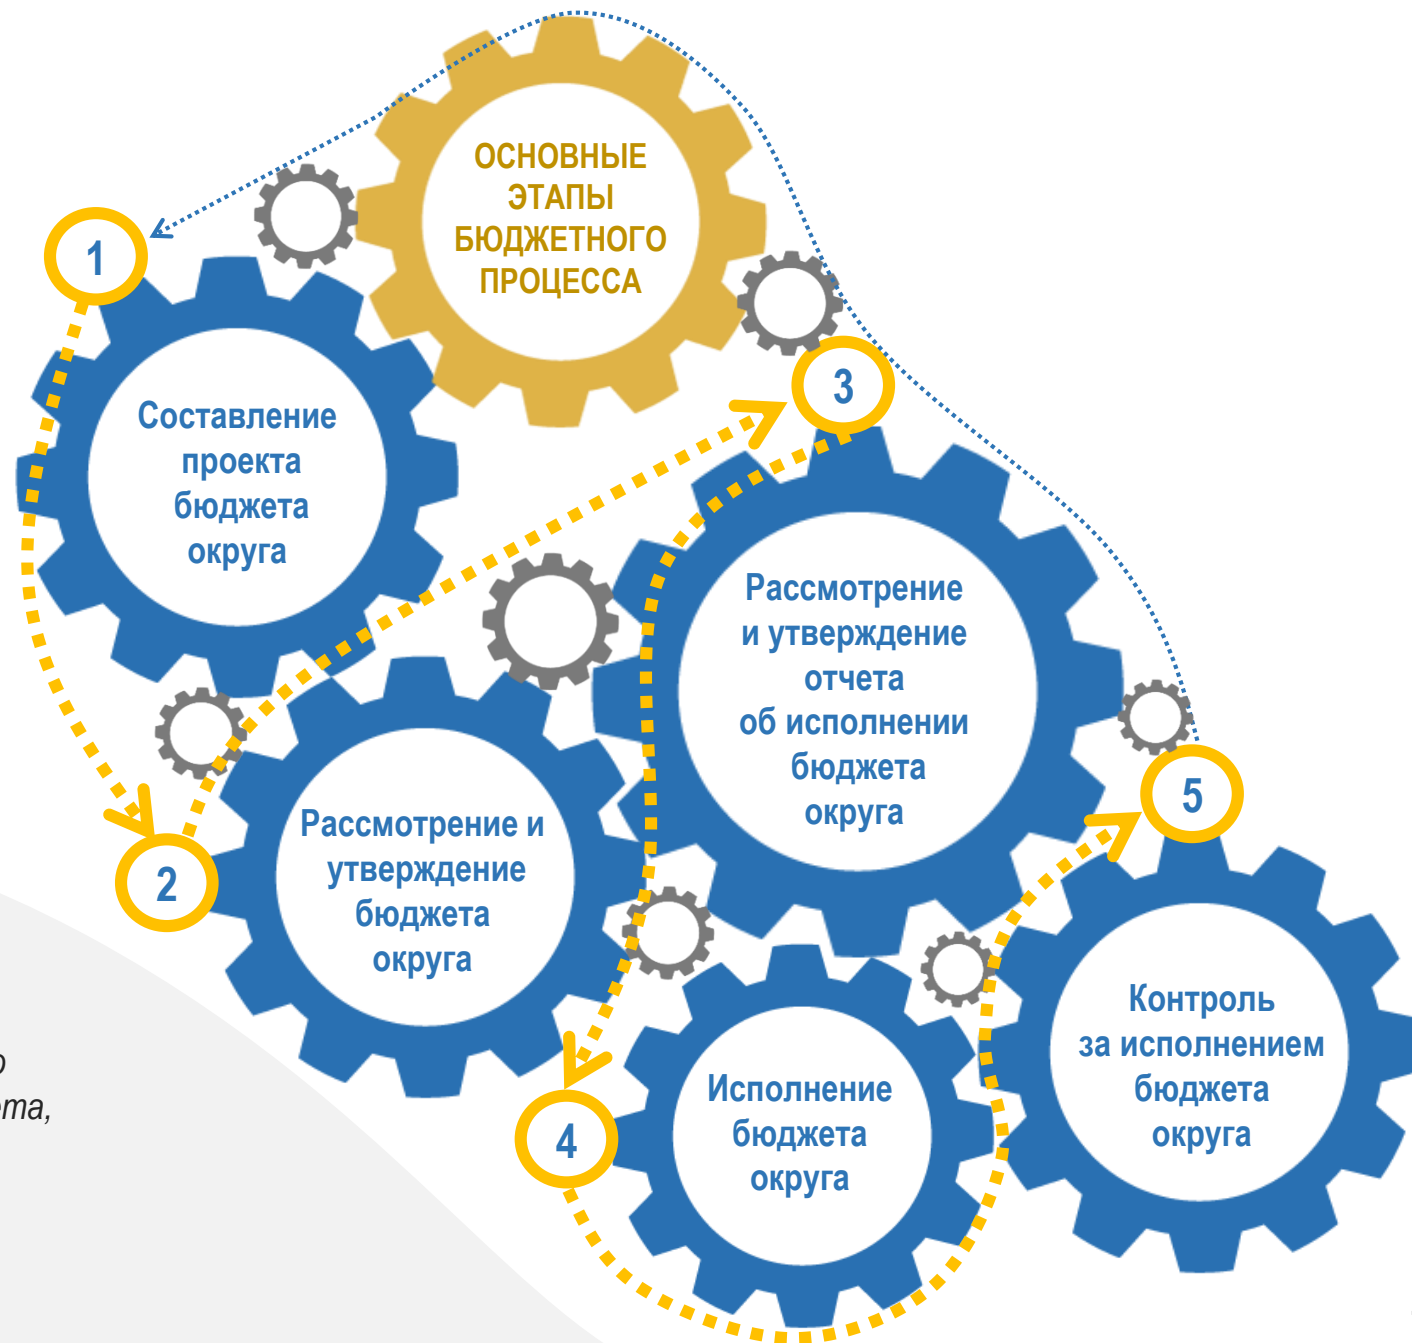 ОСНОВНЫЕ
ЭТАПЫ
БЮДЖЕТНОГО
ПРОЦЕССА
1
Составление
проекта
бюджета
округа
2
Рассмотрение и
утверждение
бюджета
округа
3
Рассмотрение
и утверждение
отчета
об исполнении
бюджета
округа
4
Исполнение
бюджета
округа
5
Контроль
за исполнением
бюджета
округа